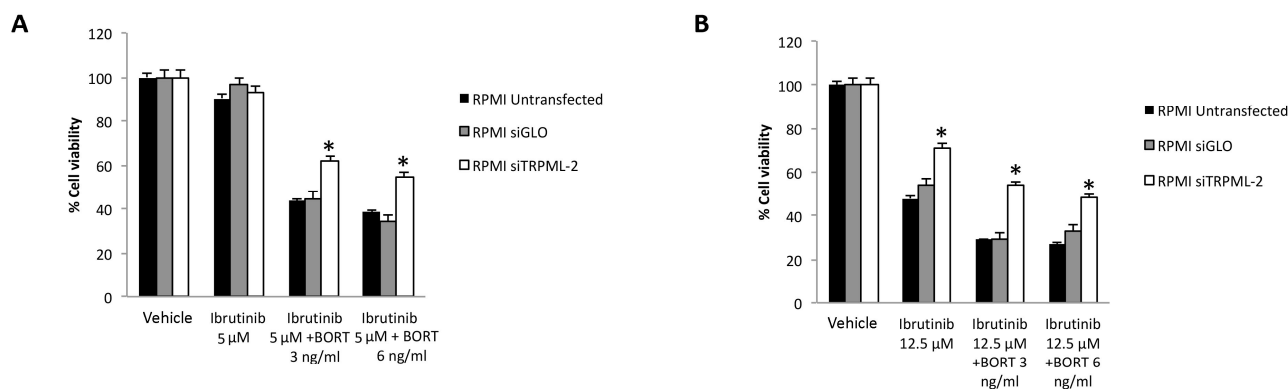 A
120
100
80
60
40
20
0
% Cell viability
* *
Vehicle
Ibrutinib
5 µM
Ibrutinib
5 µM +BORT
3 ng/ml
Ibrutinib
5 µM + BORT
6 ng/ml
RPMI Untransfected
RPMI siGLO
RPMI siTRPML-2
B
120
100
80
60
40
20
0
% Cell viability
* * *
Vehicle
Ibrutinib
12.5 µM
Ibrutinib
12.5 µM
+BORT 3
ng/ml
Ibrutinib
12.5 µM
+BORT 6
ng/ml
RPMI Untransfected
RPMI siGLO
RPMI siTRPML-2